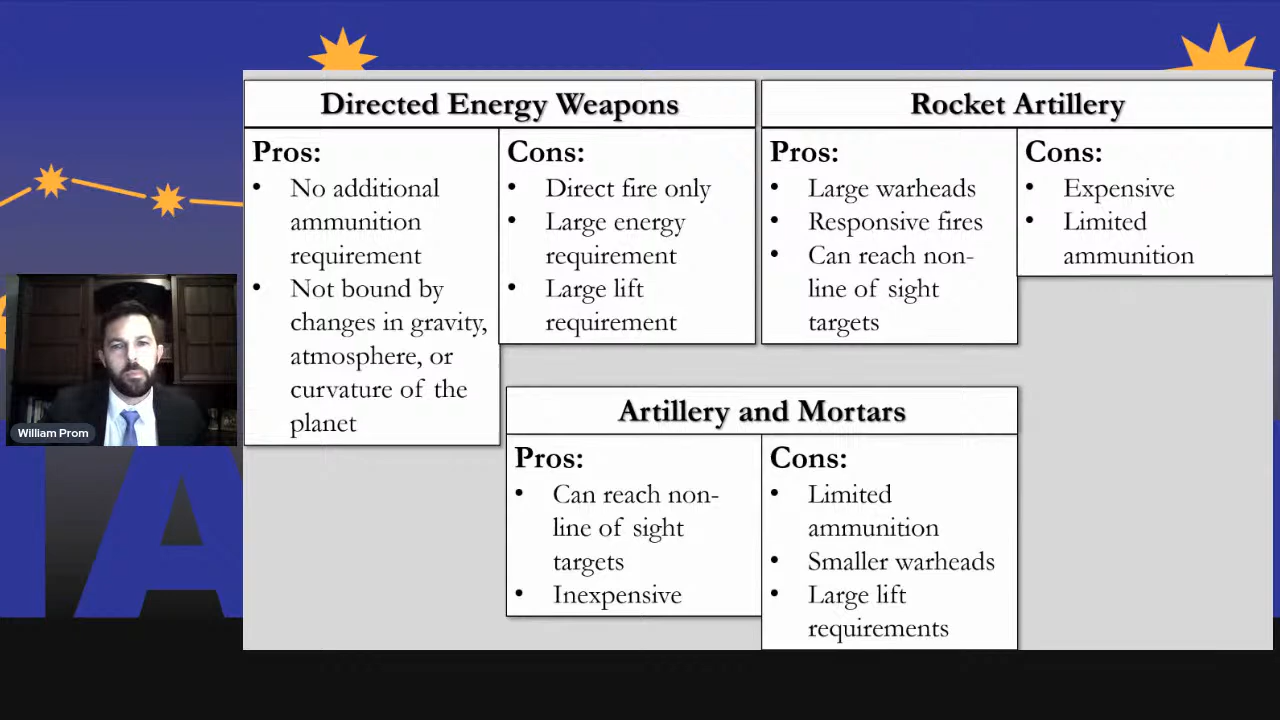 Directed Energy Weapons
Pros:
• No additional
ammunition
requirement
• Not bound by
changes in gravity,
atmosphere, or
curvature of the
planet
Cons:
• Direct fire only
• Large energy
requirement
• Large lift
requirement
Rocket Artillery
Pros:
• Large warheads
• Responsive fires
• Can reach non-
line of sight
targets
Cons:
• Expensive
• Limited
ammunition
Artillery and Mortars
Pros:
• Can reach non-
line of sight
targets
• Inexpensive
Cons:
• Limited
ammunition
• Smaller warheads
• Large lift
requirements
William Prom